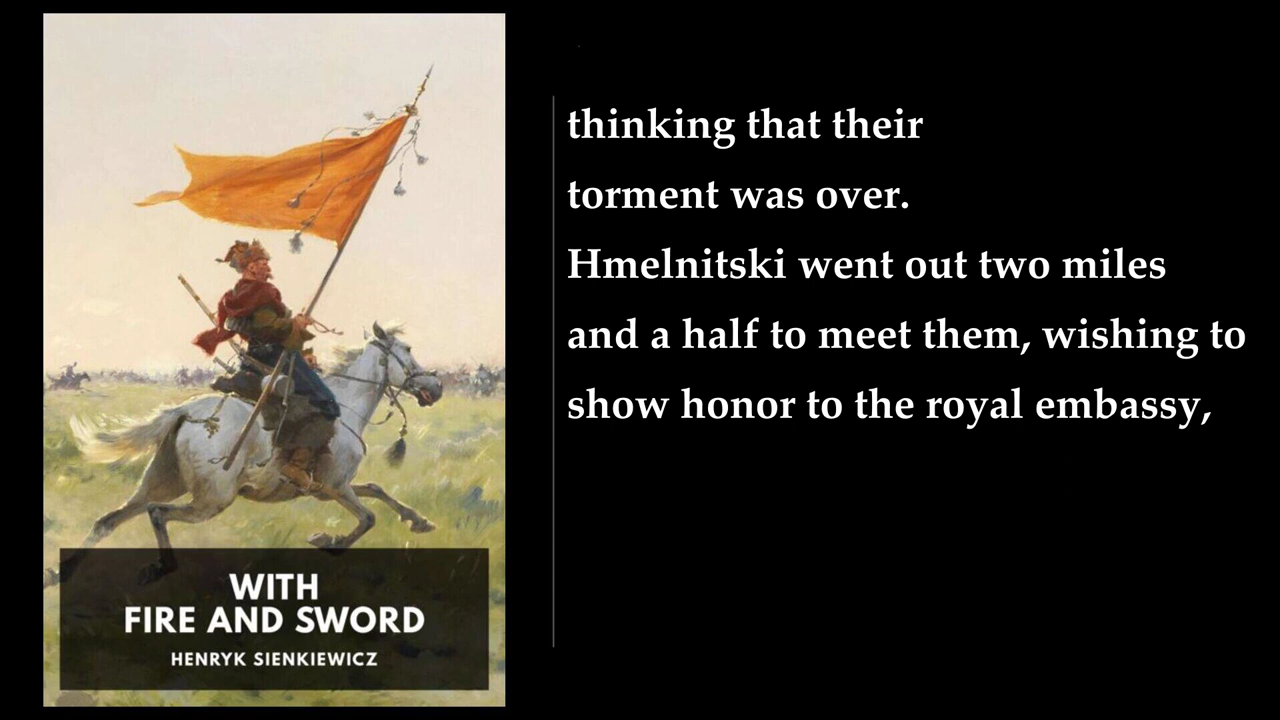 WITH
FIRE AND SWORD
HENRYK SIENKIEWICZ
thinking that their
torment was over.
Hmelnitski went out two miles
and a half to meet them, wishing to
show honor to the royal embassy,